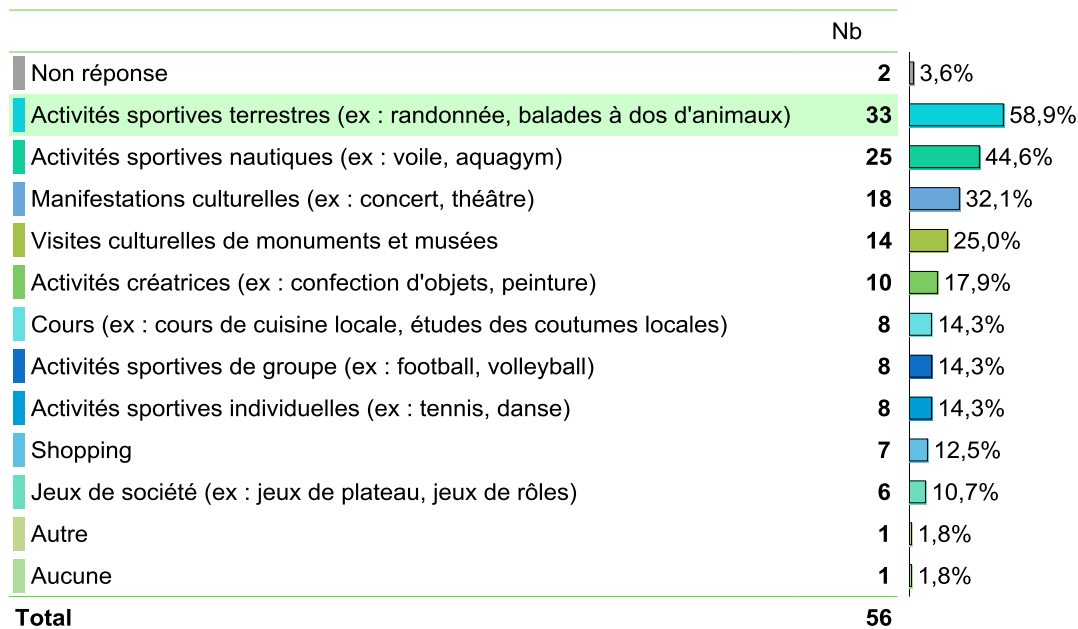 Nb
Non réponse 2 3,6%
Activités sportives terrestres (ex : randonnée, balades à dos d'animaux) 33 58,9%
Activités sportives nautiques (ex : voile, aquagym) 25 44,6%
Manifestations culturelles (ex : concert, théâtre) 18 32,1%
Visites culturelles de monuments et musées 14 25,0%
Activités créatrices (ex : confection d'objets, peinture) 10 17,9%
Cours (ex : cours de cuisine locale, études des coutumes locales) 8 14,3%
Activités sportives de groupe (ex : football, volleyball) 8 14,3%
Activités sportives individuelles (ex : tennis, danse) 8 14,3%
Shopping 7 12,5%
Jeux de société (ex : jeux de plateau, jeux de rôles) 6 10,7%
Autre 1 1,8%
Aucune 1 1,8%
Total 56